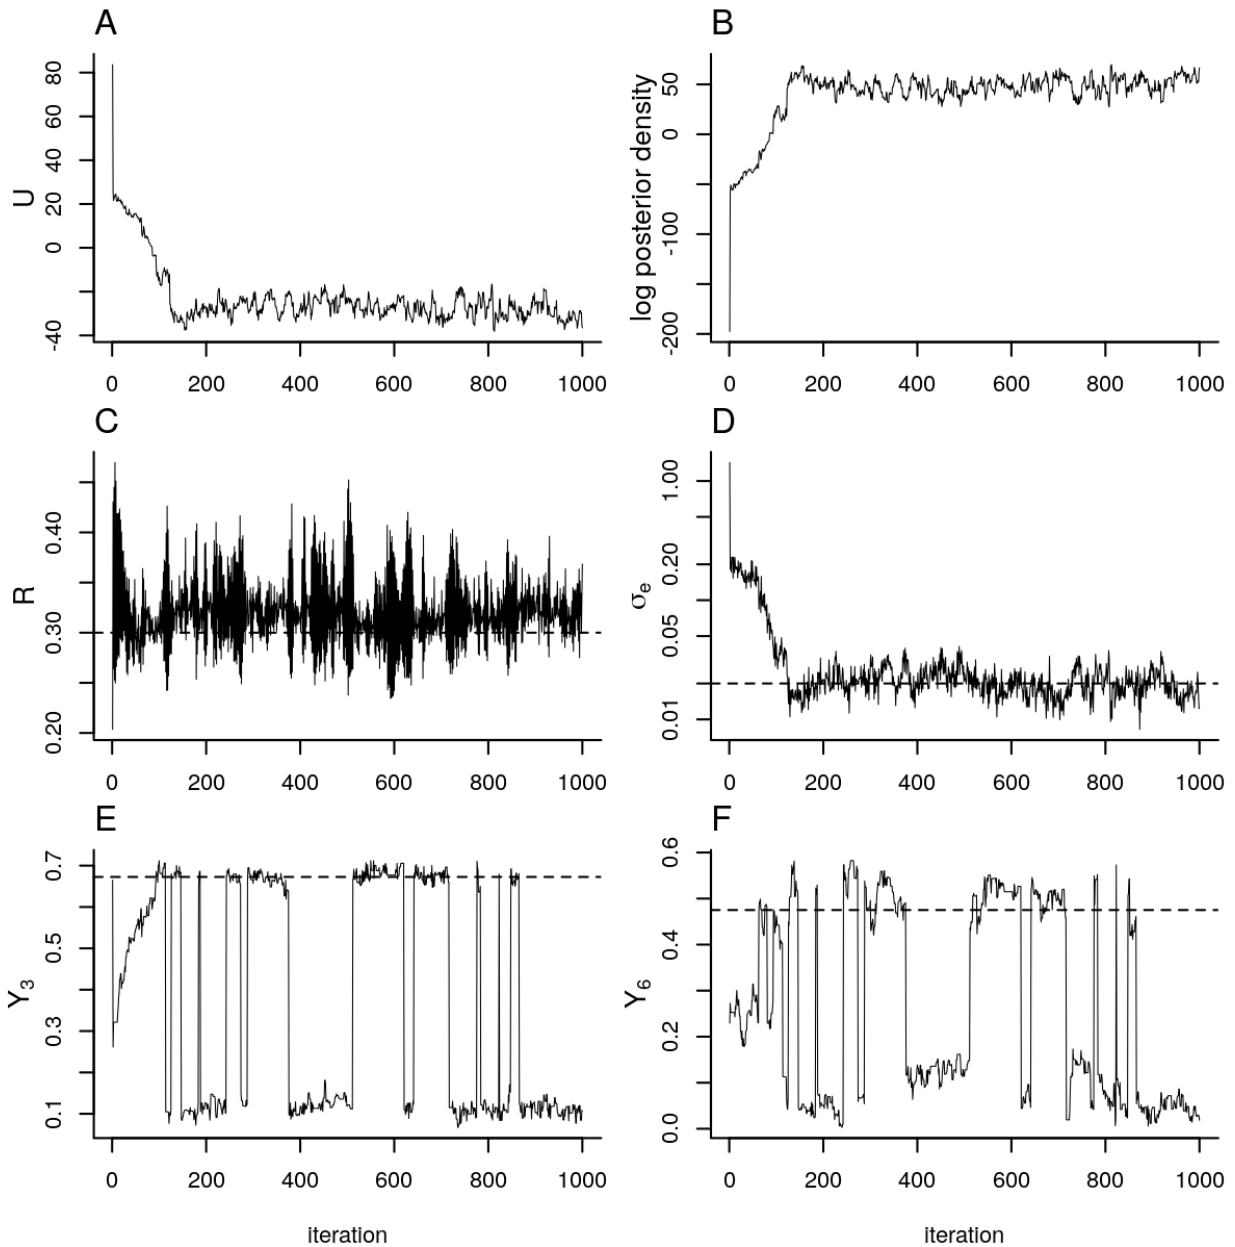 A
U
80
60
40
20
0
-40
0 200 400 600 800 1000
B
log posterior density
50
0
-100
-200
0 200 400 600 800 1000
C
R
0.40
0.30
0.20
0 200 400 600 800 1000
D
σe
1.00
0.20
0.05
0.01
0 200 400 600 800 1000
E
Y3
0.7
0.5
0.3
0.1
0 200 400 600 800 1000
iteration
F
Y6
0.6
0.4
0.2
0.0
0 200 400 600 800 1000
iteration